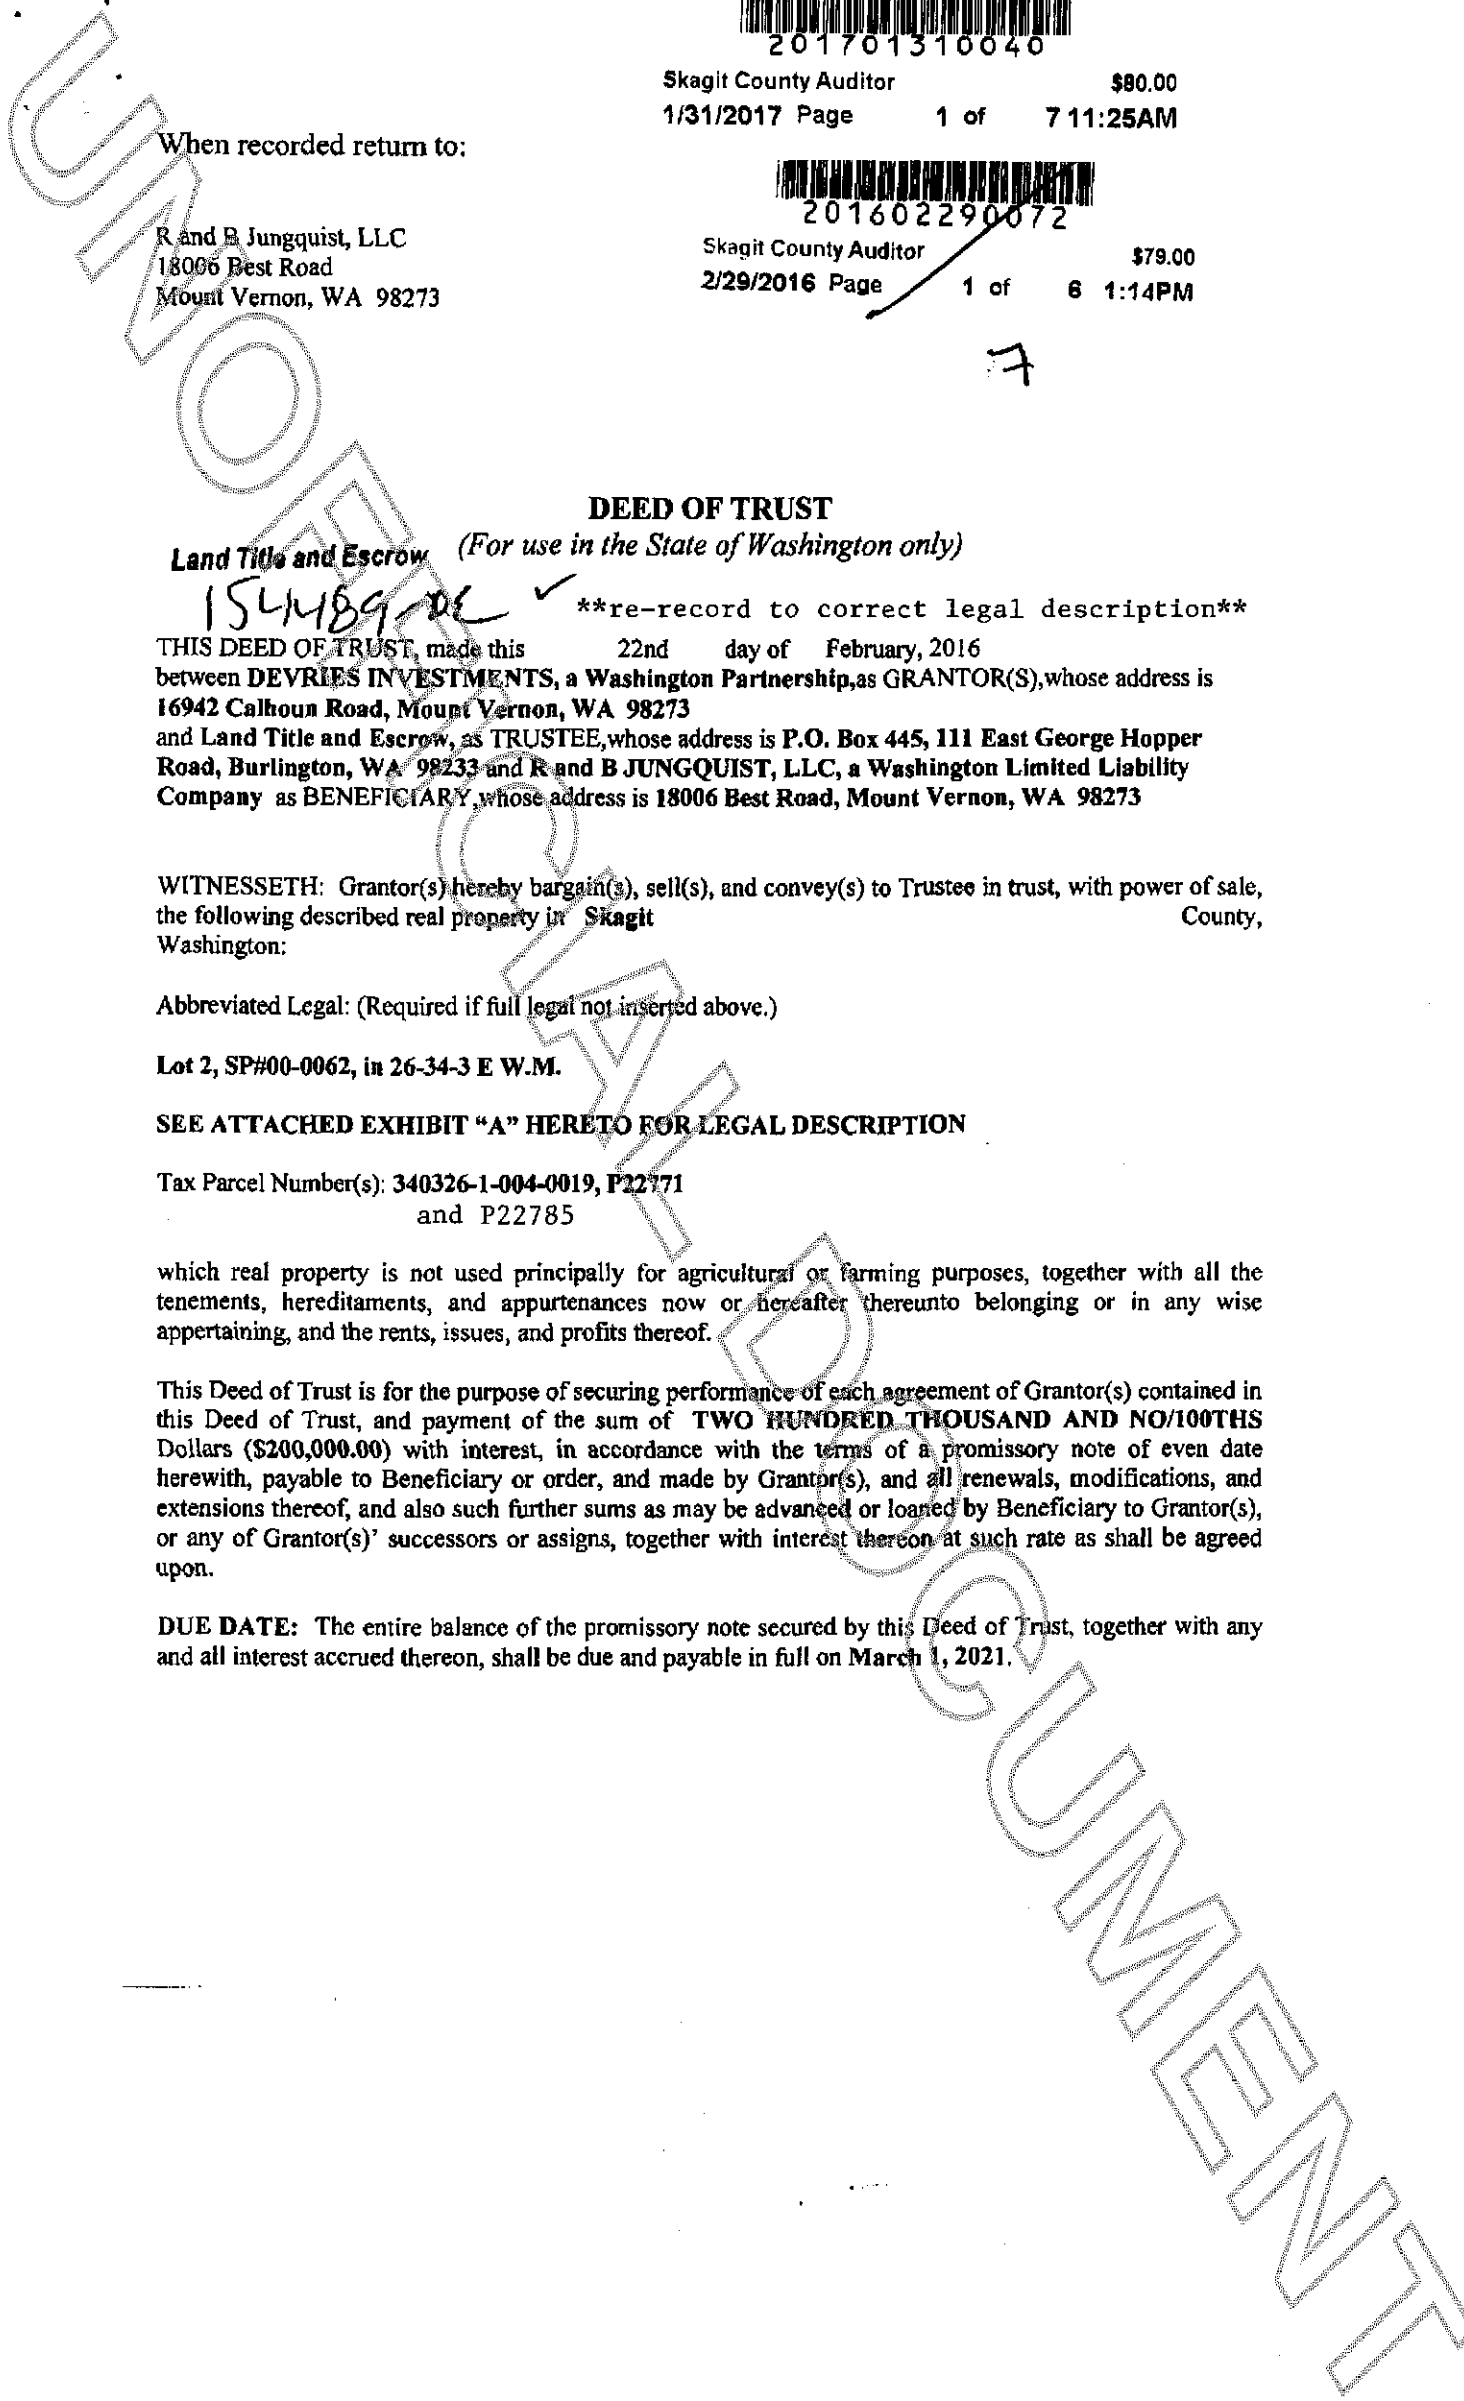 201701310040
Skagit County Auditor $80.00
1/31/2017 Page 1 of 7 11:25AM
When recorded return to:
201602290072
Skagit County Auditor $79.00
2/29/2016 Page 1 of 6 1:14PM
R and B Jungquist, LLC
18006 Best Road
Mount Vernon, WA 98273
7
DEED OF TRUST
(For use in the State of Washington only)
Land Title and Escrow
154489-OE
**re-record to correct legal description**
THIS DEED OF TRUST, made this 22nd day of February, 2016
between DEVRIES INVESTMENTS, a Washington Partnership,as GRANTOR(S),whose address is
16942 Calhoun Road, Mount Vernon, WA 98273
and Land Title and Escrow, as TRUSTEE,whose address is P.O. Box 445, 111 East George Hopper
Road, Burlington, WA 98233 and R and B JUNGQUIST, LLC, a Washington Limited Liability
Company as BENEFICIARY,whose address is 18006 Best Road, Mount Vernon, WA 98273
WITNESSETH: Grantor(s) hereby bargain(s), sell(s), and convey(s) to Trustee in trust, with power of sale,
the following described real property in Skagit County,
Washington:
Abbreviated Legal: (Required if full legal not inserted above.)
Lot 2, SP#00-0062, in 26-34-3 E W.M.
SEE ATTACHED EXHIBIT “A” HERETO FOR LEGAL DESCRIPTION
Tax Parcel Number(s): 340326-1-004-0019, P22771
and P22785
which real property is not used principally for agricultural or farming purposes, together with all the
tenements, hereditaments, and appurtenances now or hereafter thereunto belonging or in any wise
appertaining, and the rents, issues, and profits thereof.
This Deed of Trust is for the purpose of securing performance of each agreement of Grantor(s) contained in
this Deed of Trust, and payment of the sum of TWO HUNDRED THOUSAND AND NO/100THS
Dollars ($200,000.00) with interest, in accordance with the terms of a promissory note of even date
herewith, payable to Beneficiary or order, and made by Grantor(s), and all renewals, modifications, and
extensions thereof, and also such further sums as may be advanced or loaned by Beneficiary to Grantor(s),
or any of Grantor(s)’ successors or assigns, together with interest thereon at such rate as shall be agreed
upon.
DUE DATE: The entire balance of the promissory note secured by this Deed of Trust, together with any
and all interest accrued thereon, shall be due and payable in full on March 1, 2021.
UNOFFICIAL DOCUMENT